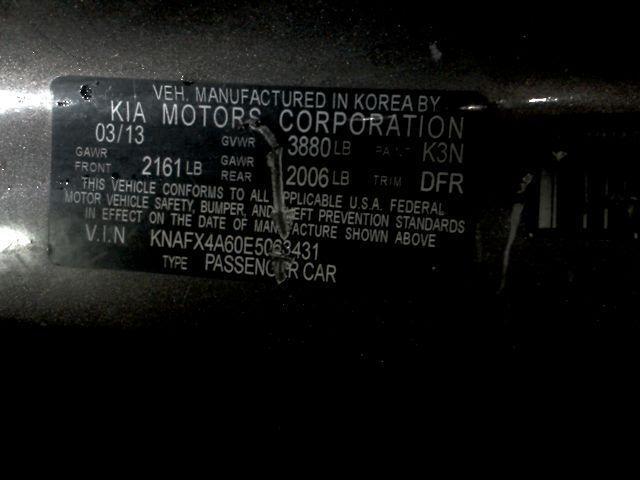 VEH. MANUFACTURED IN KOREA BY
KIA MOTORS CORPORATION
03/13 GVWR 3880 LB PAINT K3N
GAWR FRONT 2161 LB GAWR REAR 2006 LB TRIM DFR
THIS VEHICLE CONFORMS TO ALL APPLICABLE U.S.A. FEDERAL
MOTOR VEHICLE SAFETY, BUMPER, AND THEFT PREVENTION STANDARDS
IN EFFECT ON THE DATE OF MANUFACTURE SHOWN ABOVE
V.I.N KNAFX4A60E5063431
TYPE PASSENGER CAR